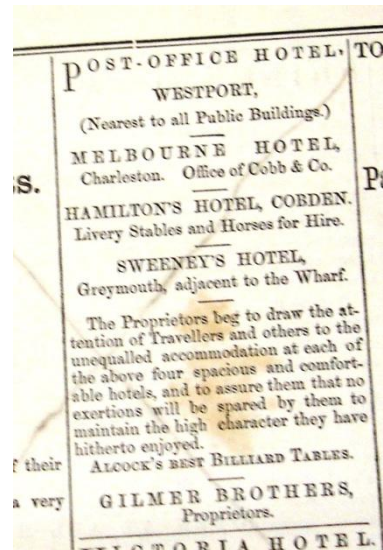 POST-OFFICE HOTEL,
WESTPORT,
(Nearest to all Public Buildings.)
MELBOURNE HOTEL,
Charleston. Office of Cobb & Co.
HAMILTON'S HOTEL, COBDEN.
Livery Stables and Horses for Hire.
SWEENEY'S HOTEL,
Greymouth, adjacent to the Wharf.
The Proprietors beg to draw the at-
tention of Travellers and others to the
unequalled accommodation at each of
the above four spacious and comfort-
able hotels, and to assure them that no
exertions will be spared by them to
maintain the high character they have
hitherto enjoyed.
ALCOCK'S BEST BILLIARD TABLES.
GILMER BROTHERS,
Proprietors.
VICTORIA HOTEL.
TO
f their
a very